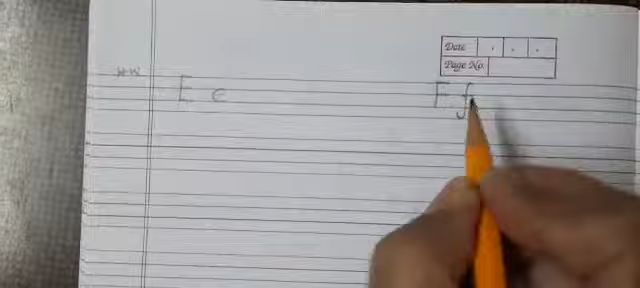 Date . . .
Page No.
H W E e F f